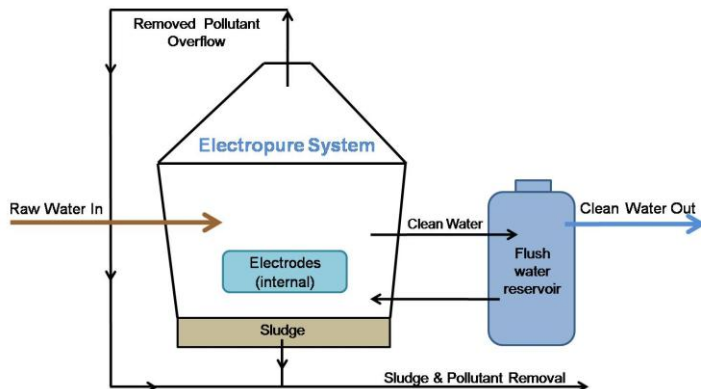 Removed Pollutant
Overflow
Electropure System
Raw Water In
Clean Water
Clean Water Out
Electrodes
(internal)
Flush
water
reservoir
Sludge
Sludge & Pollutant Removal